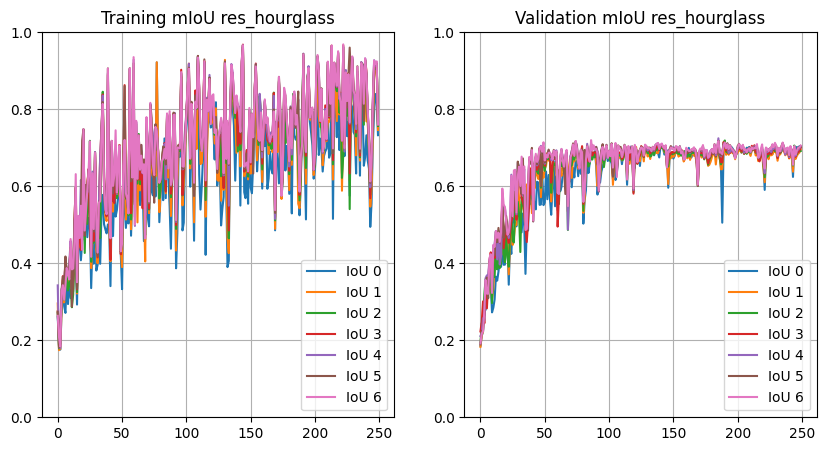 Training mIoU res_hourglass
1.0
0.8
0.6
0.4
0.2
0.0
0 50 100 150 200 250
IoU 0
IoU 1
IoU 2
IoU 3
IoU 4
IoU 5
IoU 6
Validation mIoU res_hourglass
1.0
0.8
0.6
0.4
0.2
0.0
0 50 100 150 200 250
IoU 0
IoU 1
IoU 2
IoU 3
IoU 4
IoU 5
IoU 6